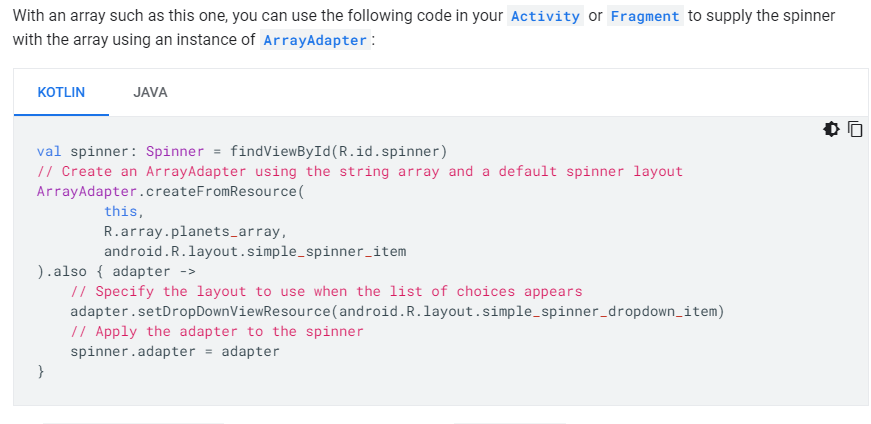 With an array such as this one, you can use the following code in your Activity or Fragment to supply the spinner
with the array using an instance of ArrayAdapter:
KOTLIN JAVA
val spinner: Spinner = findViewById(R.id.spinner)
// Create an ArrayAdapter using the string array and a default spinner layout
ArrayAdapter.createFromResource(
        this,
        R.array.planets_array,
        android.R.layout.simple_spinner_item
).also { adapter ->
    // Specify the layout to use when the list of choices appears
    adapter.setDropDownViewResource(android.R.layout.simple_spinner_dropdown_item)
    // Apply the adapter to the spinner
    spinner.adapter = adapter
}